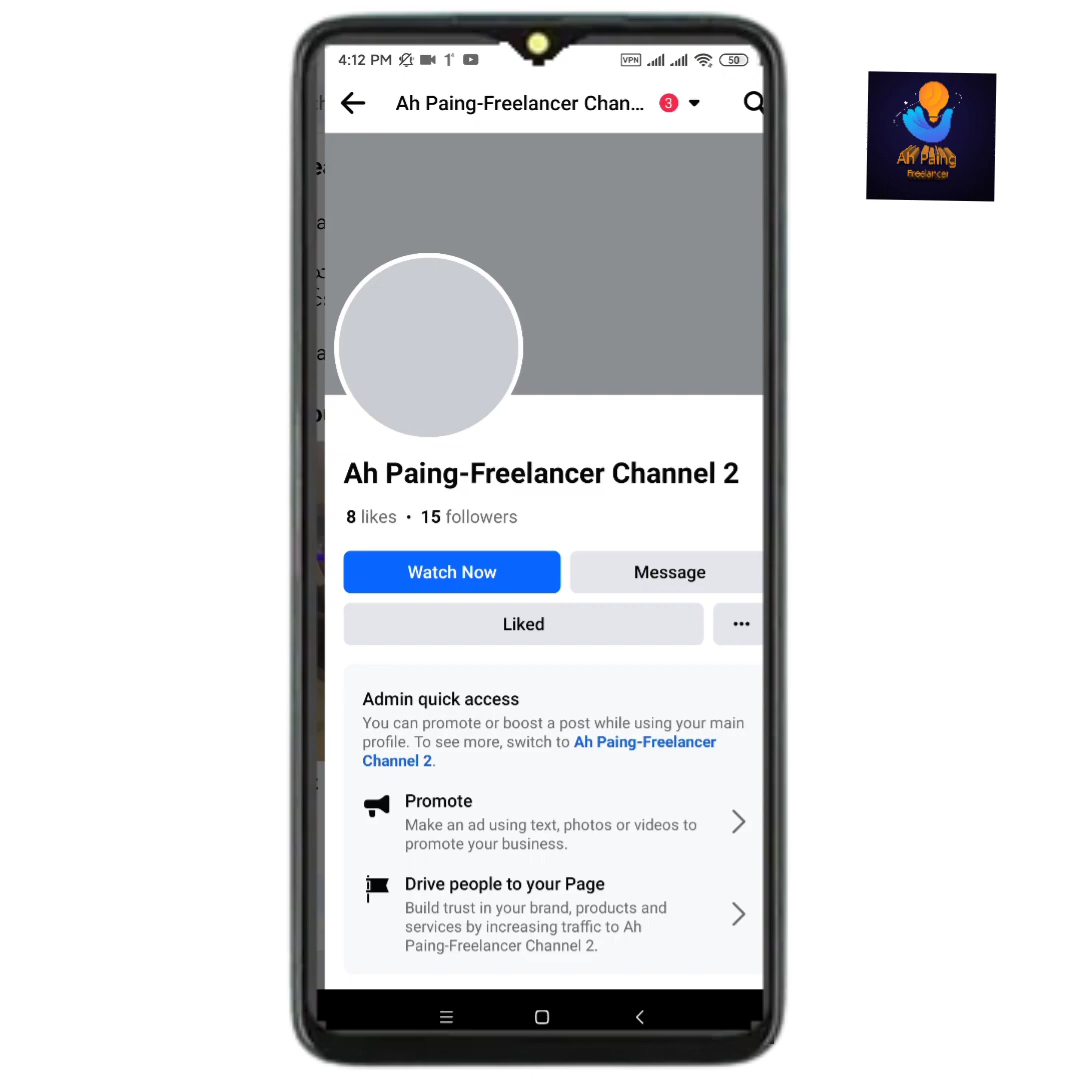 4:12 PM VPN 50
Ah Paing-Freelancer Chan... 3
Ah Paing
Freelancer
Ah Paing-Freelancer Channel 2
8 likes • 15 followers
Watch Now Message
Liked ...
Admin quick access
You can promote or boost a post while using your main
profile. To see more, switch to Ah Paing-Freelancer
Channel 2.
Promote
Make an ad using text, photos or videos to
promote your business.
Drive people to your Page
Build trust in your brand, products and
services by increasing traffic to Ah
Paing-Freelancer Channel 2.